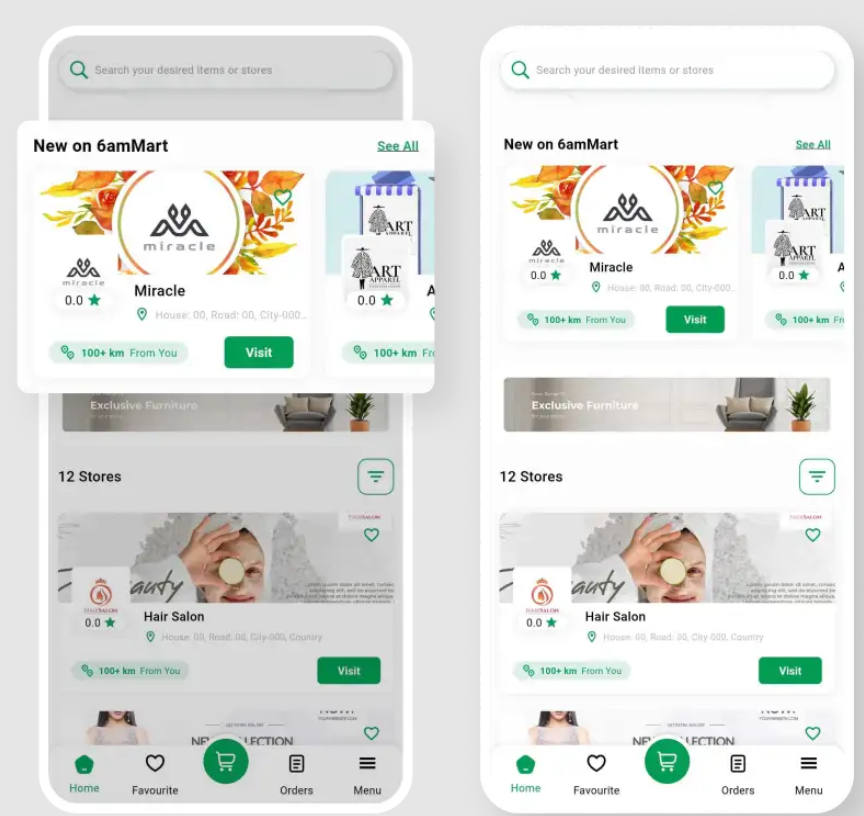 Search your desired items or stores
New on 6amMart
See All
miracle
miracle
0.0
Miracle
House: 00, Road: 00, City-000...
100+ km From You
Visit
ART
ART
APPAREL
0.0
A
100+ km Fr
Exclusive Furniture
12 Stores
Beauty
HAIRSALON
0.0
Hair Salon
House: 00, Road: 00, City-000, Country
100+ km From You
Visit
Home
Favourite
Orders
Menu
Search your desired items or stores
New on 6amMart
See All
miracle
miracle
0.0
Miracle
House: 00, Road: 00, City-000...
100+ km From You
Visit
ART
ART
APPAREL
0.0
A
100+ km Fr
Exclusive Furniture
12 Stores
HAIRSALON
0.0
Hair Salon
House: 00, Road: 00, City-000, Country
100+ km From You
Visit
Home
Favourite
Orders
Menu